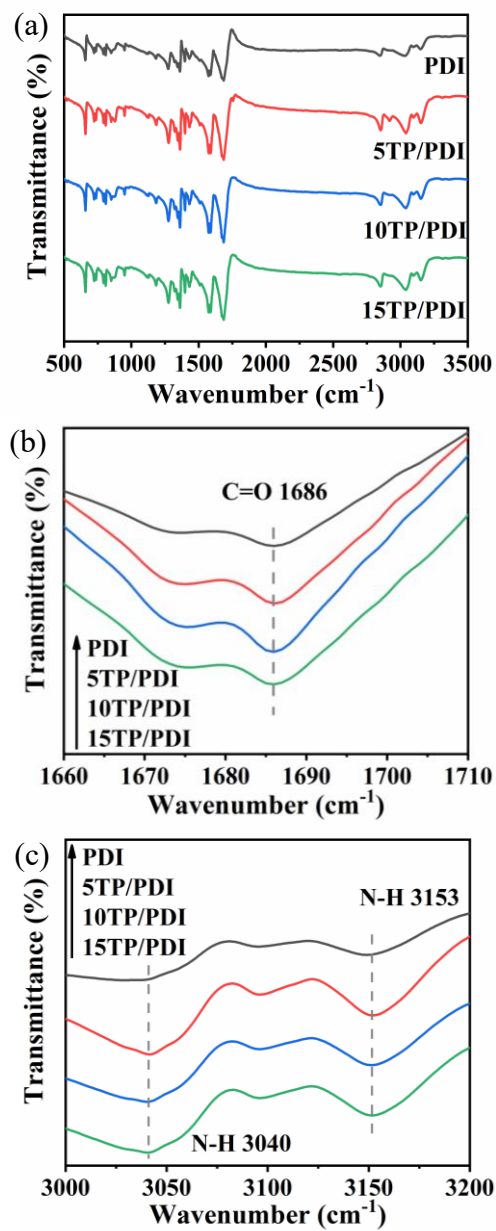 (a)
PDI
5TP/PDI
10TP/PDI
15TP/PDI
Transmittance (%)
500 1000 1500 2000 2500 3000 3500
Wavenumber (cm⁻¹)
(b)
C=O 1686
PDI
5TP/PDI
10TP/PDI
15TP/PDI
Transmittance (%)
1660 1670 1680 1690 1700 1710
Wavenumber (cm⁻¹)
(c)
PDI
5TP/PDI
10TP/PDI
15TP/PDI
N-H 3153
N-H 3040
Transmittance (%)
3000 3050 3100 3150 3200
Wavenumber (cm⁻¹)